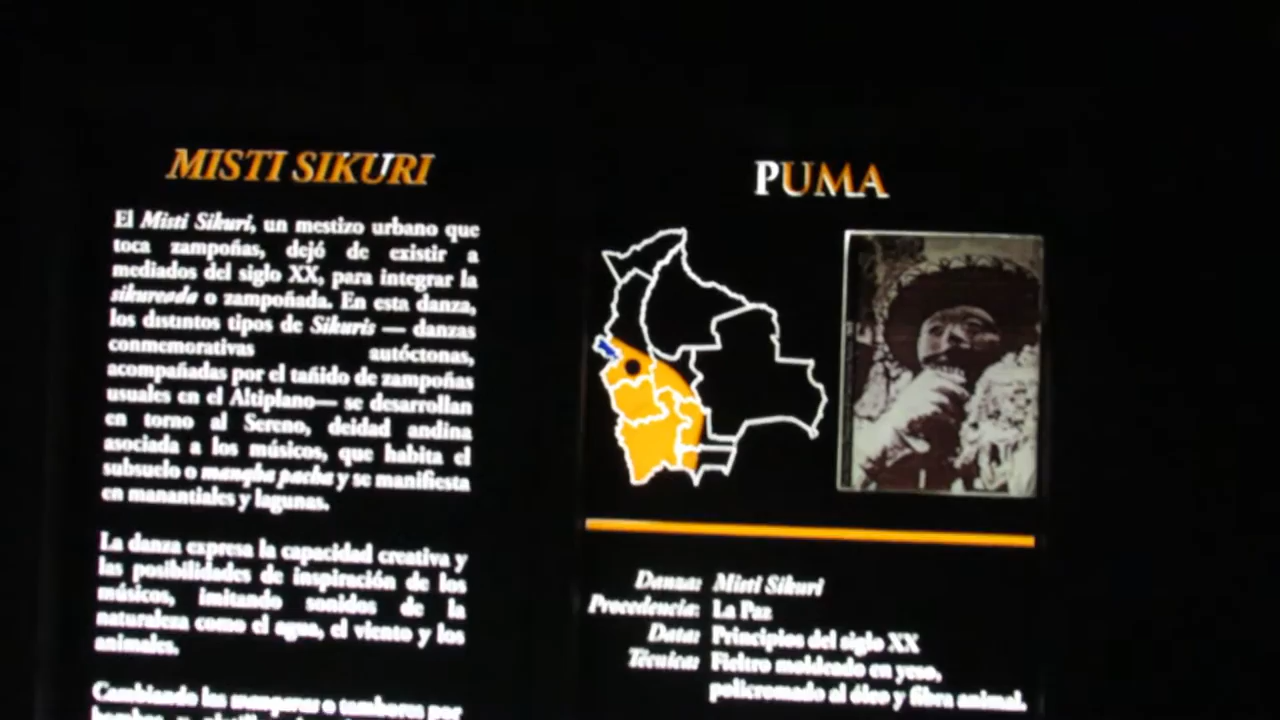 MISTI SIKURI
El Misti Sikuri, un mestizo urbano que
toca zampoñas, dejó de existir a
mediados del siglo XX, para integrar la
sikureada o zampoñada. En esta danza,
los distintos tipos de Sikuris — danzas
conmemorativas autóctonas,
acompañadas por el tañido de zampoñas
usuales en el Altiplano— se desarrollan
en torno al Sereno, deidad andina
asociada a los músicos, que habita el
subsuelo o mangha pacha y se manifiesta
en manantiales y lagunas.
La danza expresa la capacidad creativa y
las posibilidades de inspiración de los
músicos, imitando sonidos de la
naturaleza como el agua, el viento y los
animales.
Cambiando las o tambores por
PUMA
Danza: Misti Sikuri
Procedencia: La Paz
Data: Principios del siglo XX
Técnica: Fieltro moldeado en yeso,
policromado al óleo y fibra animal.